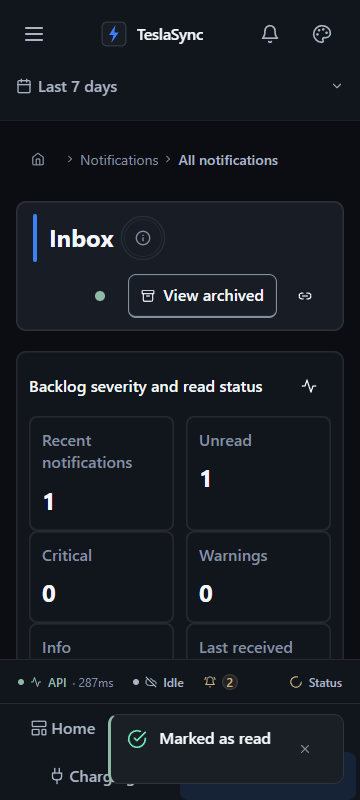 TeslaSync
Last 7 days
Notifications
All notifications
Inbox
View archived
Backlog severity and read status
Recent notifications
1
Unread
1
Critical
0
Warnings
0
Info
Last received
API · 287ms
Idle
2
Status
Home
Marked as read